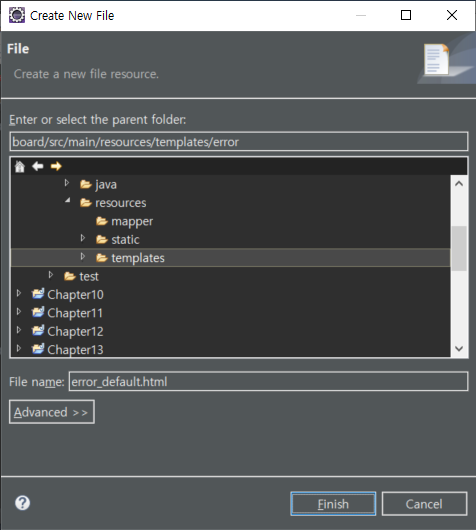 Create New File
File
Create a new file resource.
Enter or select the parent folder:
board/src/main/resources/templates/error
java
resources
mapper
static
templates
test
Chapter10
Chapter11
Chapter12
Chapter13
File name: error_default.html
Advanced >>
? Finish Cancel